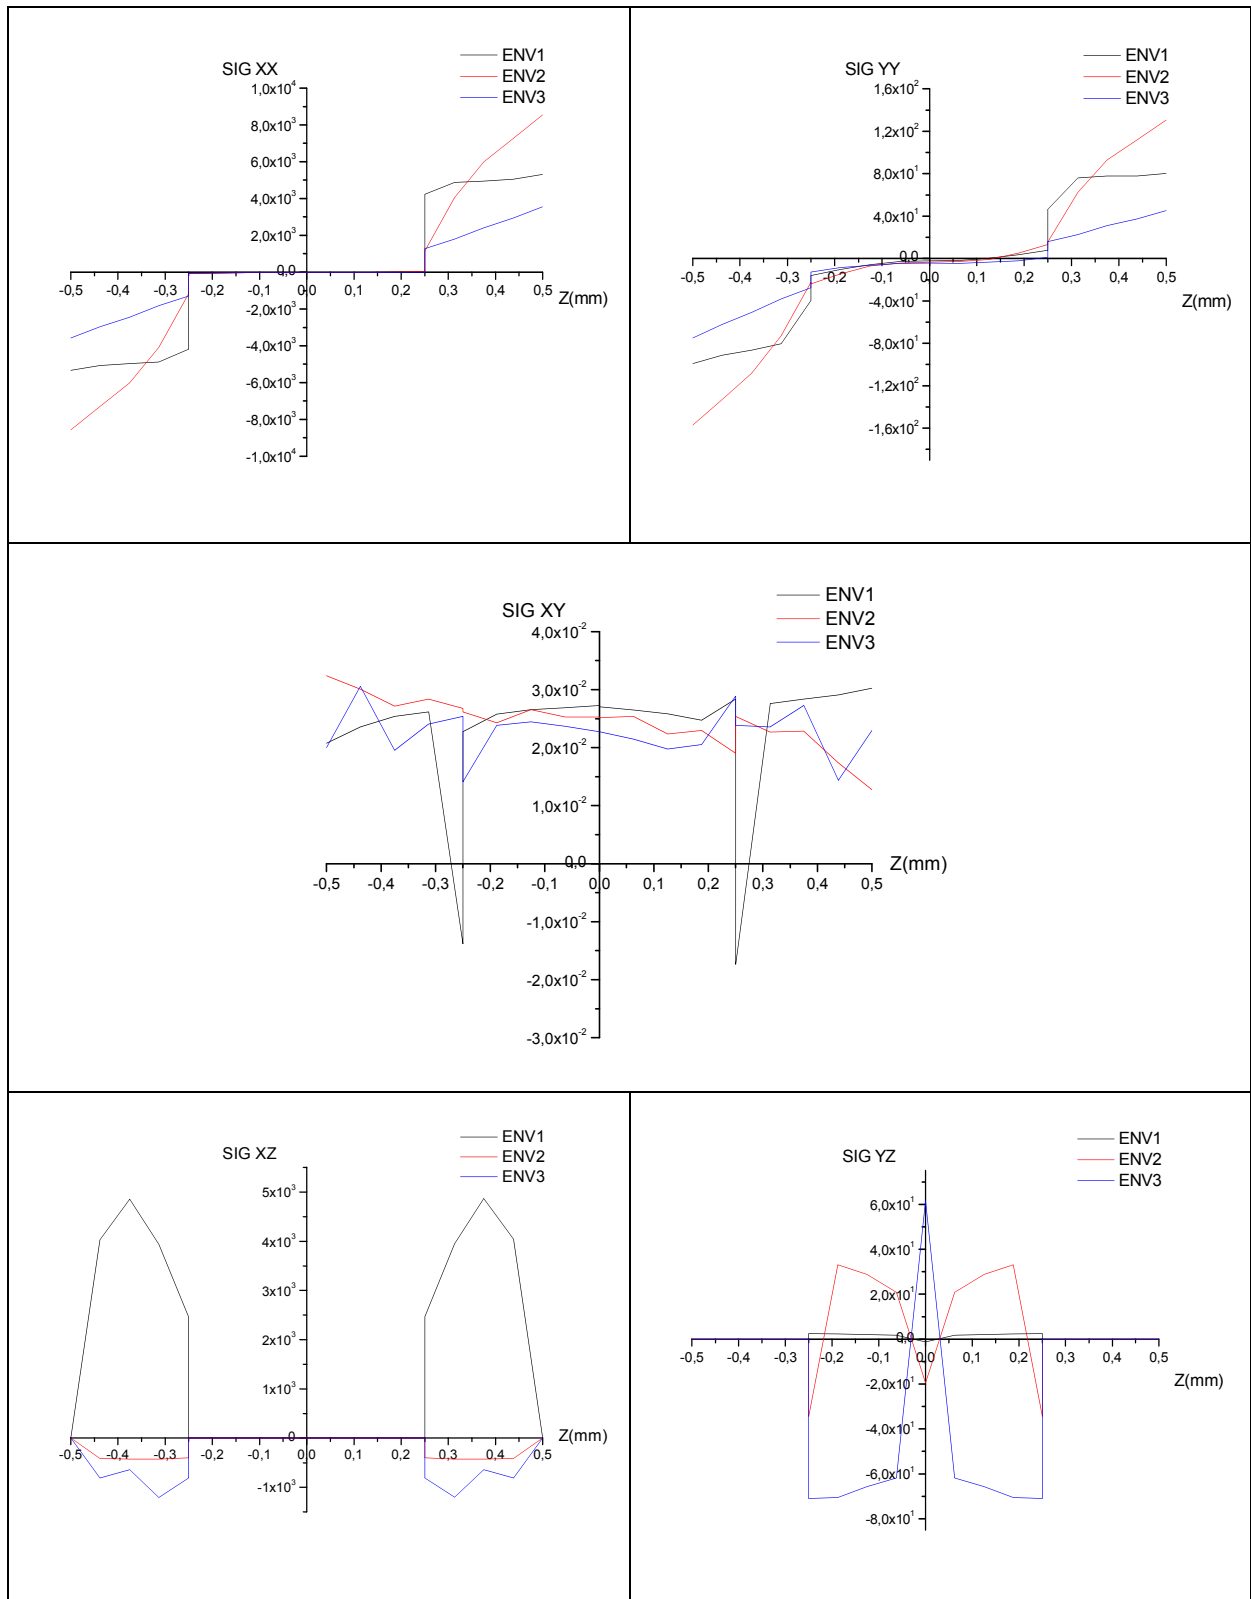 SIG XX
ENV1
ENV2
ENV3
1,0x10⁴
8,0x10³
6,0x10³
4,0x10³
2,0x10³
0,0
-2,0x10³
-4,0x10³
-6,0x10³
-8,0x10³
-1,0x10⁴
-0,5 -0,4 -0,3 -0,2 -0,1 0,0 0,1 0,2 0,3 0,4 0,5
Z(mm)
SIG YY
ENV1
ENV2
ENV3
1,6x10²
1,2x10²
8,0x10¹
4,0x10¹
0,0
-4,0x10¹
-8,0x10¹
-1,2x10²
-1,6x10²
-0,5 -0,4 -0,3 -0,2 -0,1 0,0 0,1 0,2 0,3 0,4 0,5
Z(mm)
SIG XY
ENV1
ENV2
ENV3
4,0x10⁻²
3,0x10⁻²
2,0x10⁻²
1,0x10⁻²
0,0
-1,0x10⁻²
-2,0x10⁻²
-3,0x10⁻²
-0,5 -0,4 -0,3 -0,2 -0,1 0,0 0,1 0,2 0,3 0,4 0,5
Z(mm)
SIG XZ
ENV1
ENV2
ENV3
5x10³
4x10³
3x10³
2x10³
1x10³
0
-1x10³
-0,5 -0,4 -0,3 -0,2 -0,1 0,0 0,1 0,2 0,3 0,4 0,5
Z(mm)
SIG YZ
ENV1
ENV2
ENV3
6,0x10¹
4,0x10¹
2,0x10¹
0,0
-2,0x10¹
-4,0x10¹
-6,0x10¹
-8,0x10¹
-0,5 -0,4 -0,3 -0,2 -0,1 0,0 0,1 0,2 0,3 0,4 0,5
Z(mm)